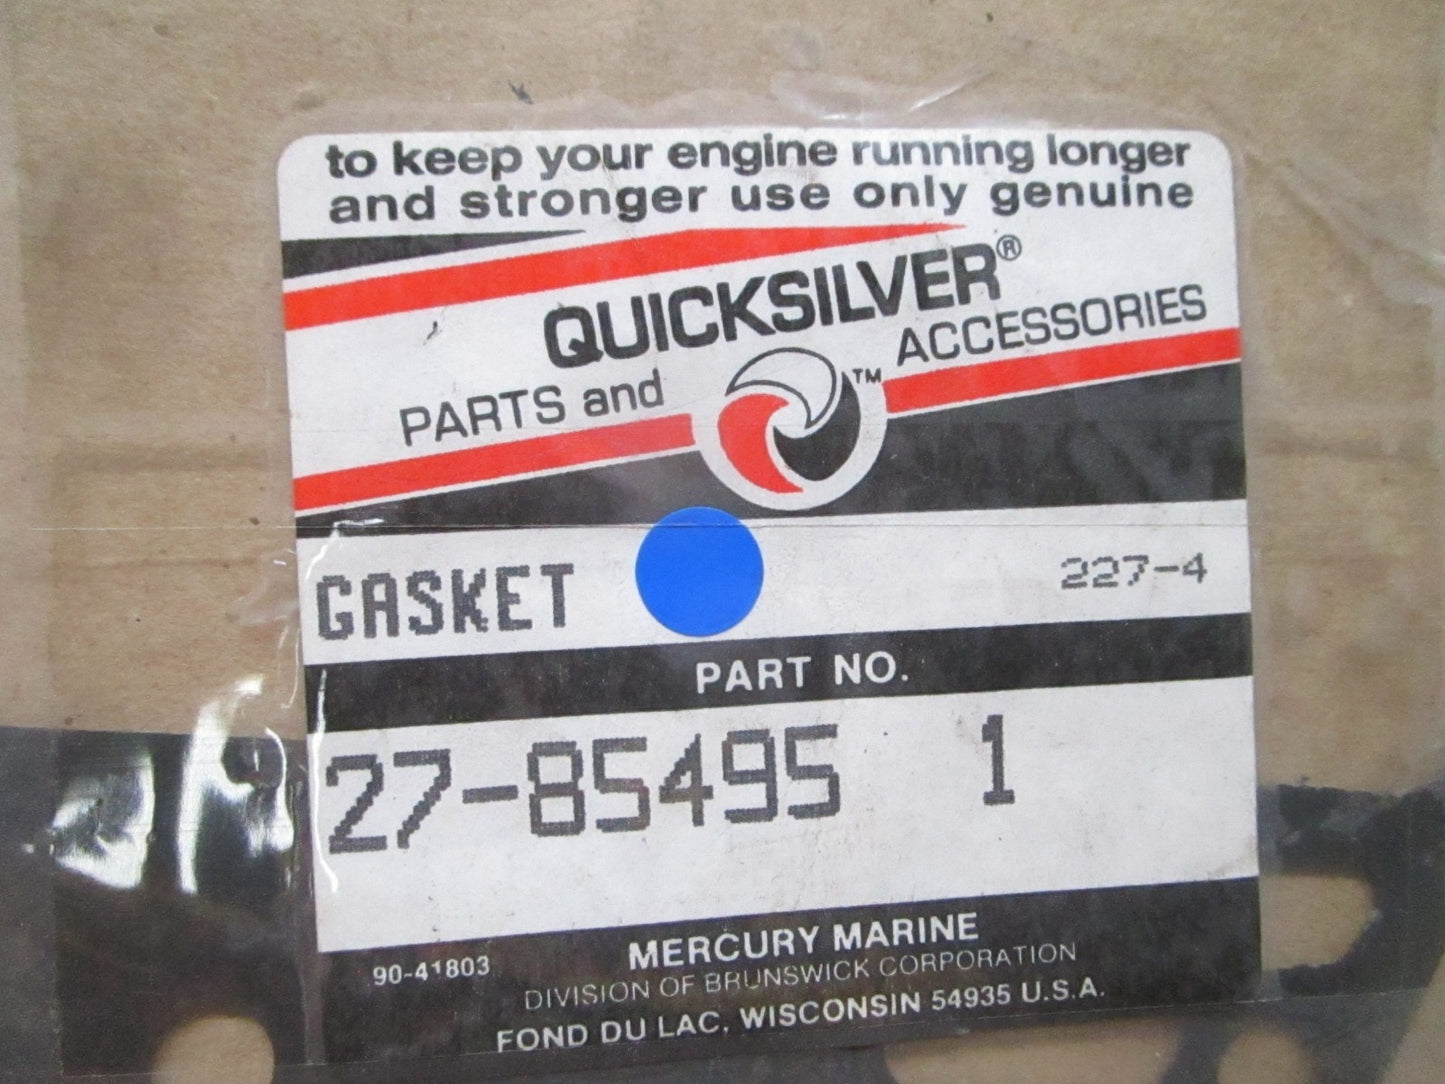 to keep your engine running longer
and stronger use only genuine
QUICKSILVER®
PARTS and ACCESSORIES
TM
GASKET 227-4
PART NO.
27-85495 1
90-41803
MERCURY MARINE
DIVISION OF BRUNSWICK CORPORATION
FOND DU LAC, WISCONSIN 54935 U.S.A.